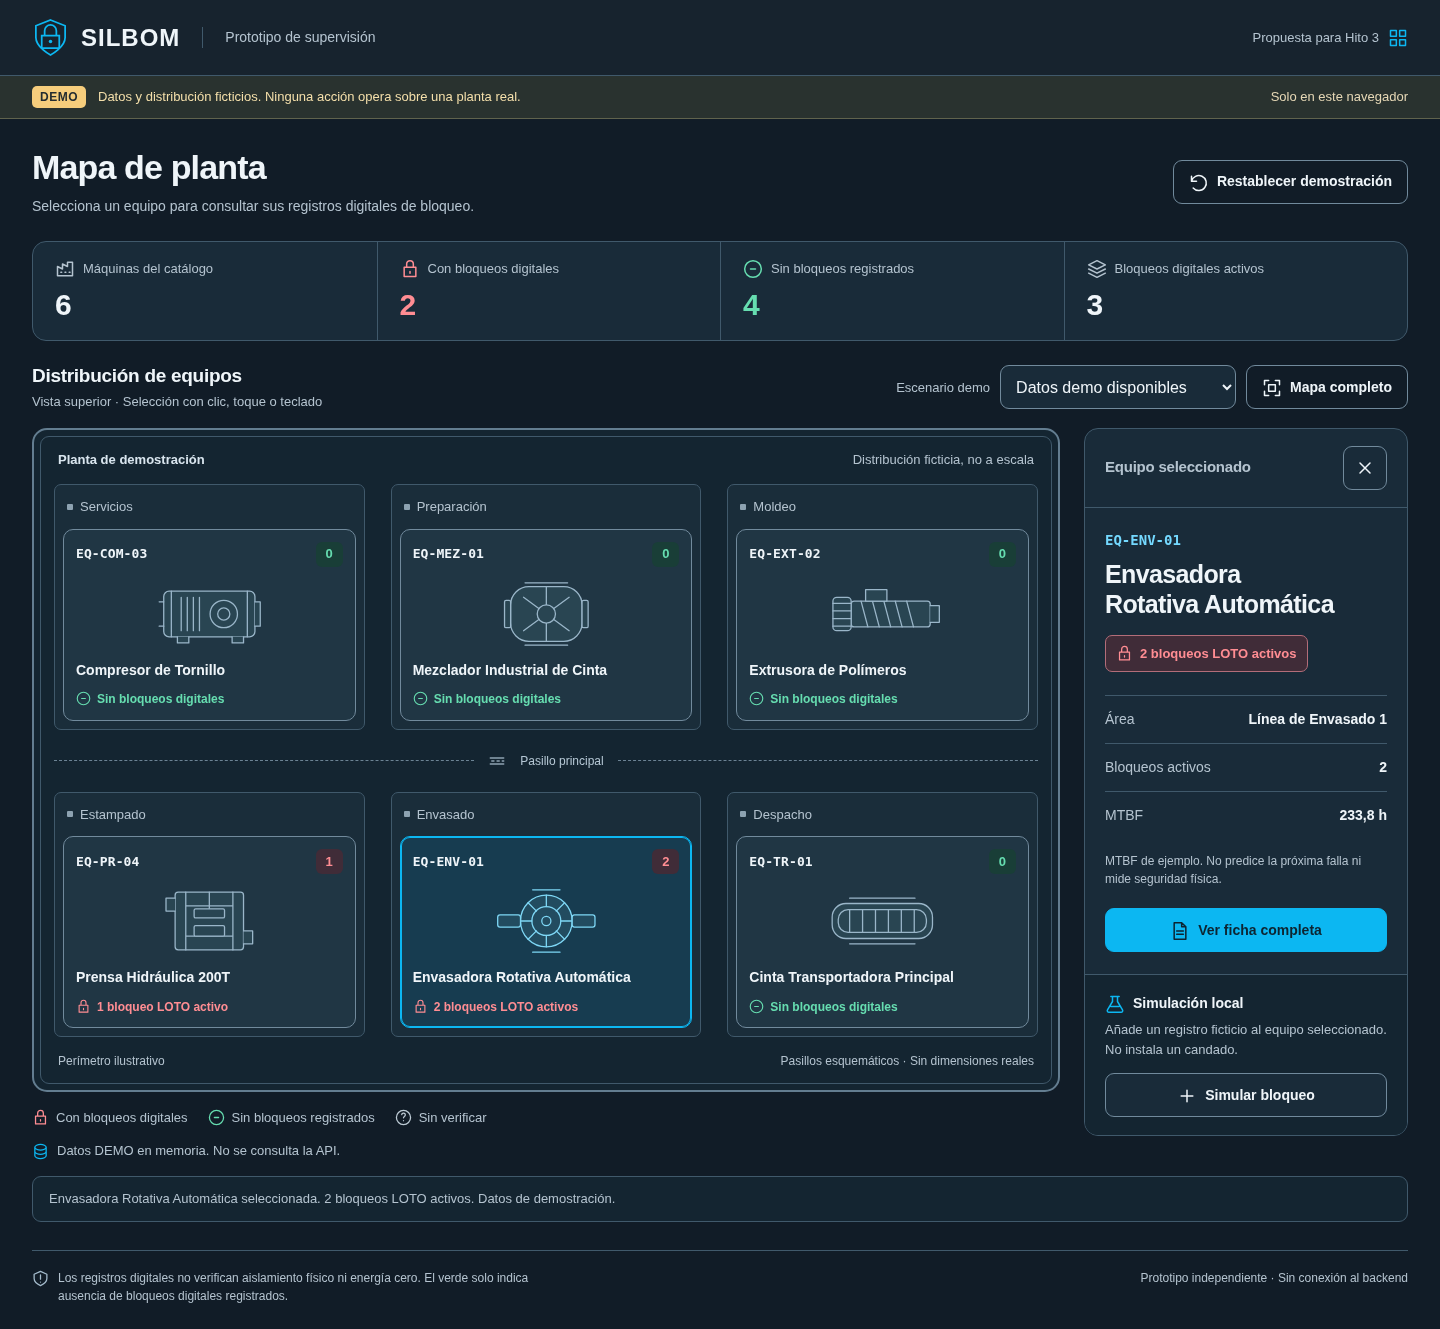 SILBOM
Prototipo de supervisión
Propuesta para Hito 3
DEMO
Datos y distribución ficticios. Ninguna acción opera sobre una planta real.
Solo en este navegador
Mapa de planta
Selecciona un equipo para consultar sus registros digitales de bloqueo.
Restablecer demostración
Máquinas del catálogo
6
Con bloqueos digitales
2
Sin bloqueos registrados
4
Bloqueos digitales activos
3
Distribución de equipos
Vista superior · Selección con clic, toque o teclado
Escenario demo
Datos demo disponibles
Mapa completo
Planta de demostración
Distribución ficticia, no a escala
Servicios
EQ-COM-03
0
Compresor de Tornillo
Sin bloqueos digitales
Preparación
EQ-MEZ-01
0
Mezclador Industrial de Cinta
Sin bloqueos digitales
Moldeo
EQ-EXT-02
0
Extrusora de Polímeros
Sin bloqueos digitales
Pasillo principal
Estampado
EQ-PR-04
1
Prensa Hidráulica 200T
1 bloqueo LOTO activo
Envasado
EQ-ENV-01
2
Envasadora Rotativa Automática
2 bloqueos LOTO activos
Despacho
EQ-TR-01
0
Cinta Transportadora Principal
Sin bloqueos digitales
Perímetro ilustrativo
Pasillos esquemáticos · Sin dimensiones reales
Equipo seleccionado
EQ-ENV-01
Envasadora
Rotativa Automática
2 bloqueos LOTO activos
Área
Línea de Envasado 1
Bloqueos activos
2
MTBF
233,8 h
MTBF de ejemplo. No predice la próxima falla ni
mide seguridad física.
Ver ficha completa
Simulación local
Añade un registro ficticio al equipo seleccionado.
No instala un candado.
Simular bloqueo
Con bloqueos digitales
Sin bloqueos registrados
Sin verificar
Datos DEMO en memoria. No se consulta la API.
Envasadora Rotativa Automática seleccionada. 2 bloqueos LOTO activos. Datos de demostración.
Los registros digitales no verifican aislamiento físico ni energía cero. El verde solo indica
ausencia de bloqueos digitales registrados.
Prototipo independiente · Sin conexión al backend